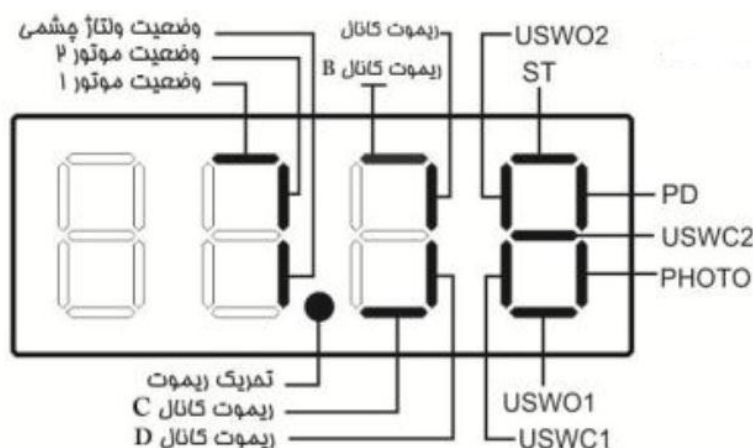 وضعیت ولتاژ چشمی
وضعیت موتور ۲
وضعیت موتور ۱
ریموت کانال
ریموت کانال B
USWO2
ST
PD
USWC2
PHOTO
USWO1
USWC1
تحریک ریموت
ریموت کانال C
ریموت کانال D